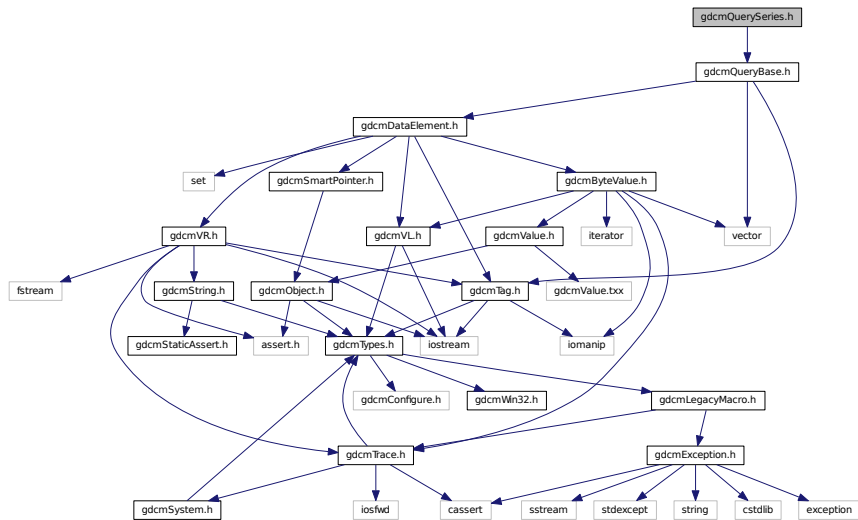 gdcmQuerySeries.h
gdcmQueryBase.h
gdcmDataElement.h
set
gdcmSmartPointer.h
gdcmByteValue.h
gdcmVR.h
gdcmVL.h
gdcmValue.h
iterator
vector
fstream
gdcmString.h
gdcmObject.h
gdcmTag.h
gdcmValue.txx
gdcmStaticAssert.h
assert.h
gdcmTypes.h
iostream
iomanip
gdcmConfigure.h
gdcmWin32.h
gdcmLegacyMacro.h
gdcmTrace.h
gdcmException.h
gdcmSystem.h
iosfwd
cassert
sstream
stdexcept
string
cstdlib
exception